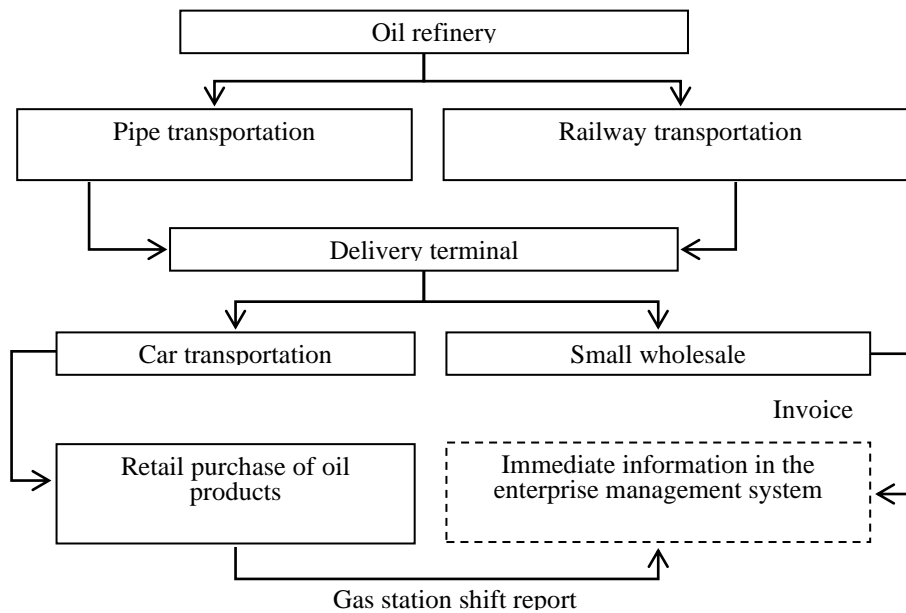 Oil refinery
Pipe transportation
Railway transportation
Delivery terminal
Car transportation
Small wholesale
Invoice
Retail purchase of oil
products
Immediate information in the
enterprise management system
Gas station shift report